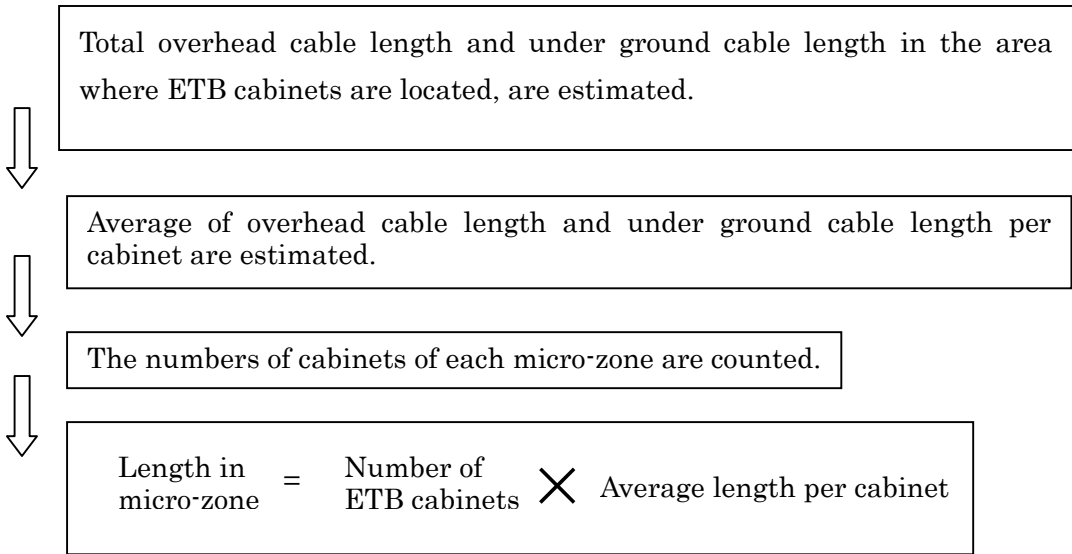 Total overhead cable length and under ground cable length in the area
where ETB cabinets are located, are estimated.
Average of overhead cable length and under ground cable length per
cabinet are estimated.
The numbers of cabinets of each micro-zone are counted.
Length in
micro-zone
=
Number of
ETB cabinets
×
Average length per cabinet